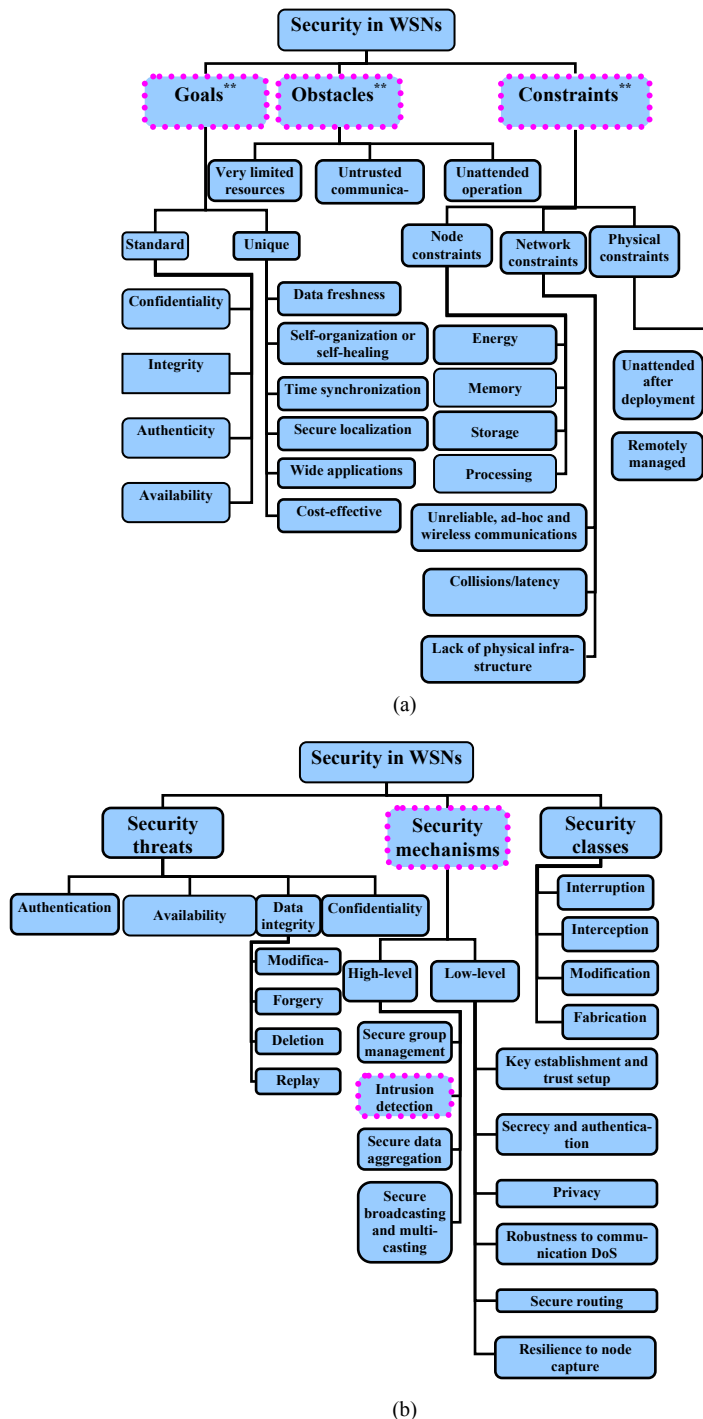 Security in WSNs
Goals**
Obstacles**
Constraints**
Very limited
resources
Untrusted
communica-
Unattended
operation
Standard
Unique
Node
constraints
Network
constraints
Physical
constraints
Confidentiality
Integrity
Authenticity
Availability
Data freshness
Self-organization or
self-healing
Time synchronization
Secure localization
Wide applications
Cost-effective
Energy
Memory
Storage
Processing
Unreliable, ad-hoc and
wireless communications
Collisions/latency
Lack of physical infra-
structure
Unattended
after
deployment
Remotely
managed
(a)
Security in WSNs
Security
threats
Security
mechanisms
Security
classes
Authentication
Availability
Data
integrity
Confidentiality
Modifica-
Forgery
Deletion
Replay
High-level
Low-level
Secure group
management
Intrusion
detection
Secure data
aggregation
Secure
broadcasting
and multi-
casting
Interruption
Interception
Modification
Fabrication
Key establishment and
trust setup
Secrecy and authentica-
tion
Privacy
Robustness to commu-
nication DoS
Secure routing
Resilience to node
capture
(b)